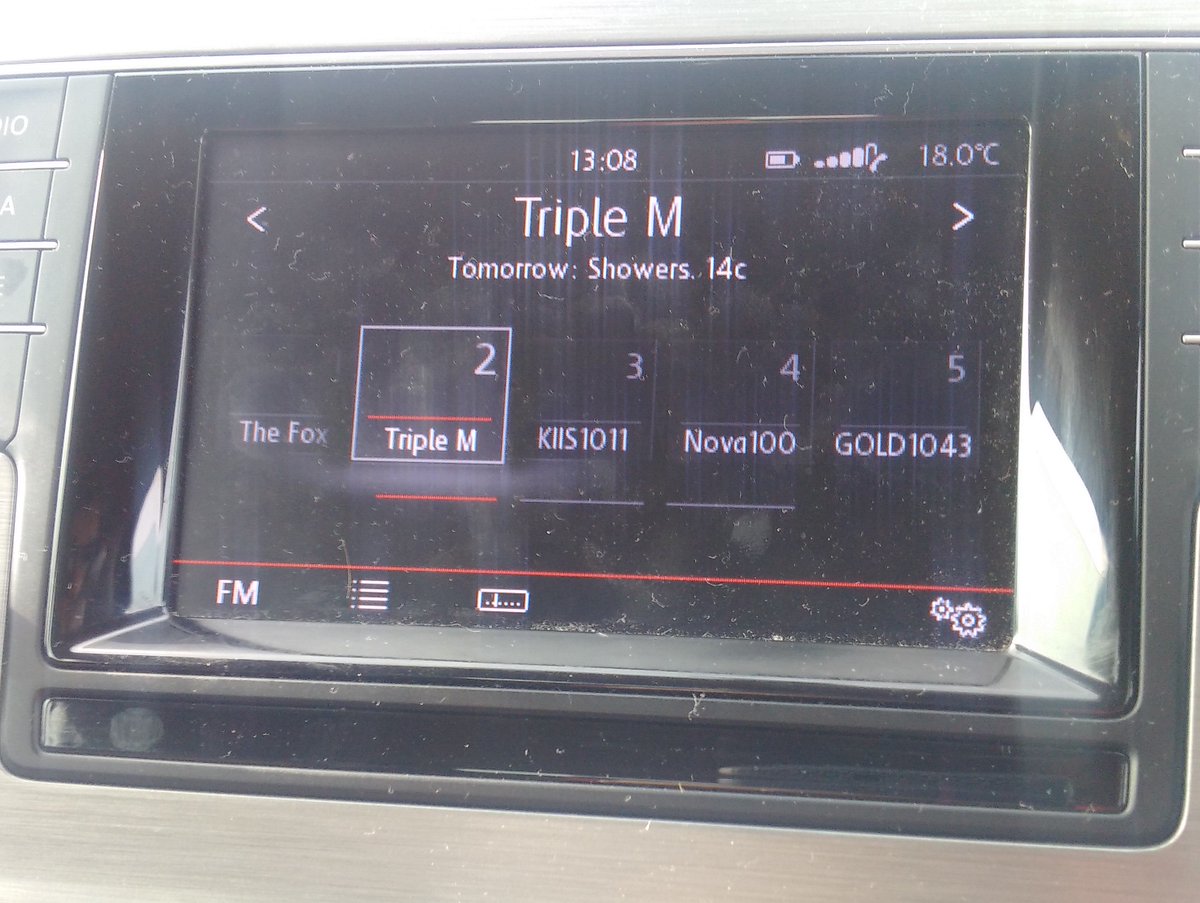 13:08 18.0°C
< Triple M >
Tomorrow: Showers. 14c
2 3 4 5
The Fox Triple M KIIS1011 Nova100 GOLD1043
FM